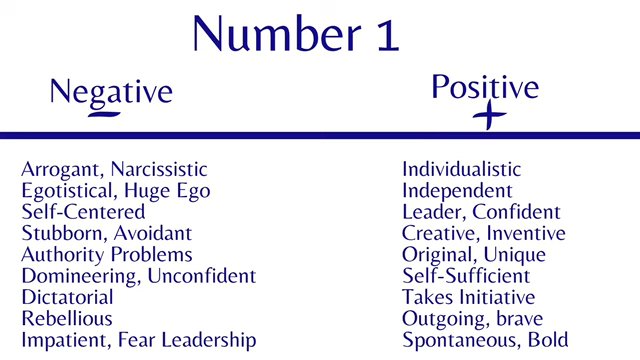 Number 1
Negative
–
Positive
+
Arrogant, Narcissistic
Egotistical, Huge Ego
Self-Centered
Stubborn, Avoidant
Authority Problems
Domineering, Unconfident
Dictatorial
Rebellious
Impatient, Fear Leadership
Individualistic
Independent
Leader, Confident
Creative, Inventive
Original, Unique
Self-Sufficient
Takes Initiative
Outgoing, brave
Spontaneous, Bold